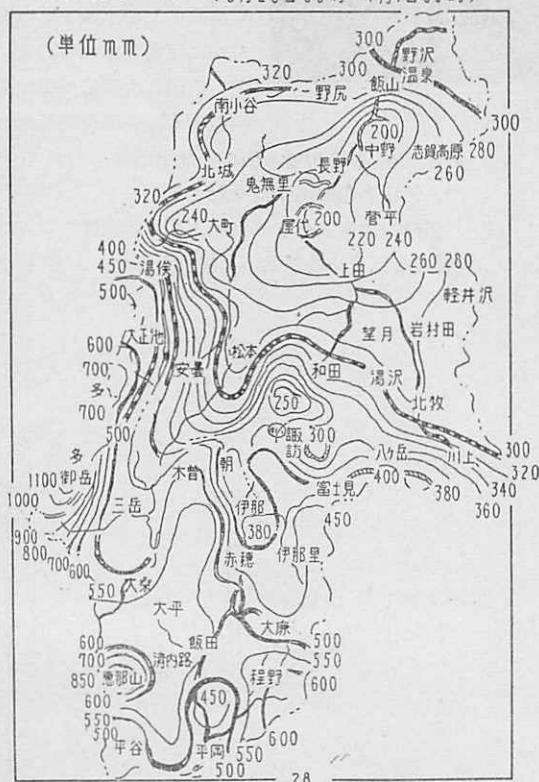 (単位mm)
300 野沢
温泉
320 300 飯山
南小谷 野尻
300
200
中野 志賀高原 280
北城 長野 260
鬼無里
320
240 大町 屋代 200 菅平
220 240
400
450 湯俣 上田 260 280
500 軽井沢
大正池 望月 岩村田
600 安曇 松本
和田 湯沢
700
多
250 北牧
700
500 諏訪 300 300
多 八ケ岳 川上 320
1100 御岳 木曽 朝 400 340
1000 富士見 380
三岳 伊那 360
900 380 450
800 赤穂 伊那里
700
600
550 大桑
大平
大鹿
600 飯田 500
700 湾内路 550
850 恵那山 程野
600 450 600
550
500 600
平谷 平岡 550
500
28